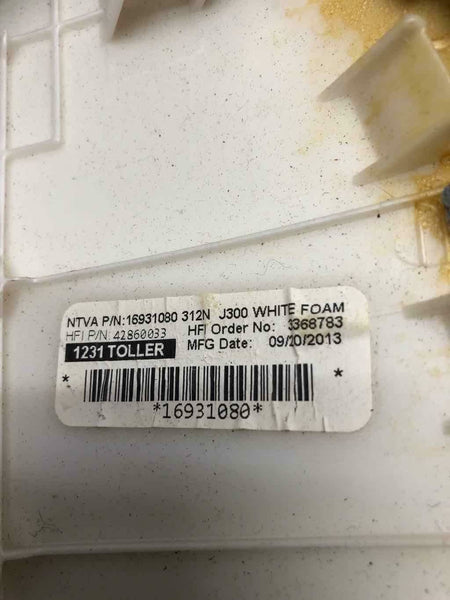 NTVA P/N:16931080 312N J300 WHITE FOAM
HFI P/N: 42860033 HFI Order No: 3368783
1231 TOLLER MFG Date: 09/20/2013
* *
*16931080*